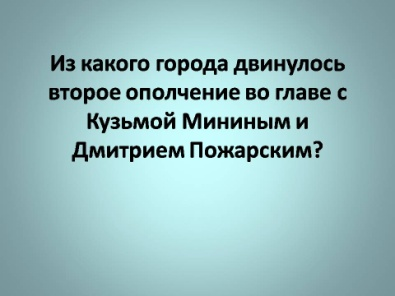 Из какого города двинулось
второе ополчение во главе с
Кузьмой Мининым и
Дмитрием Пожарским?